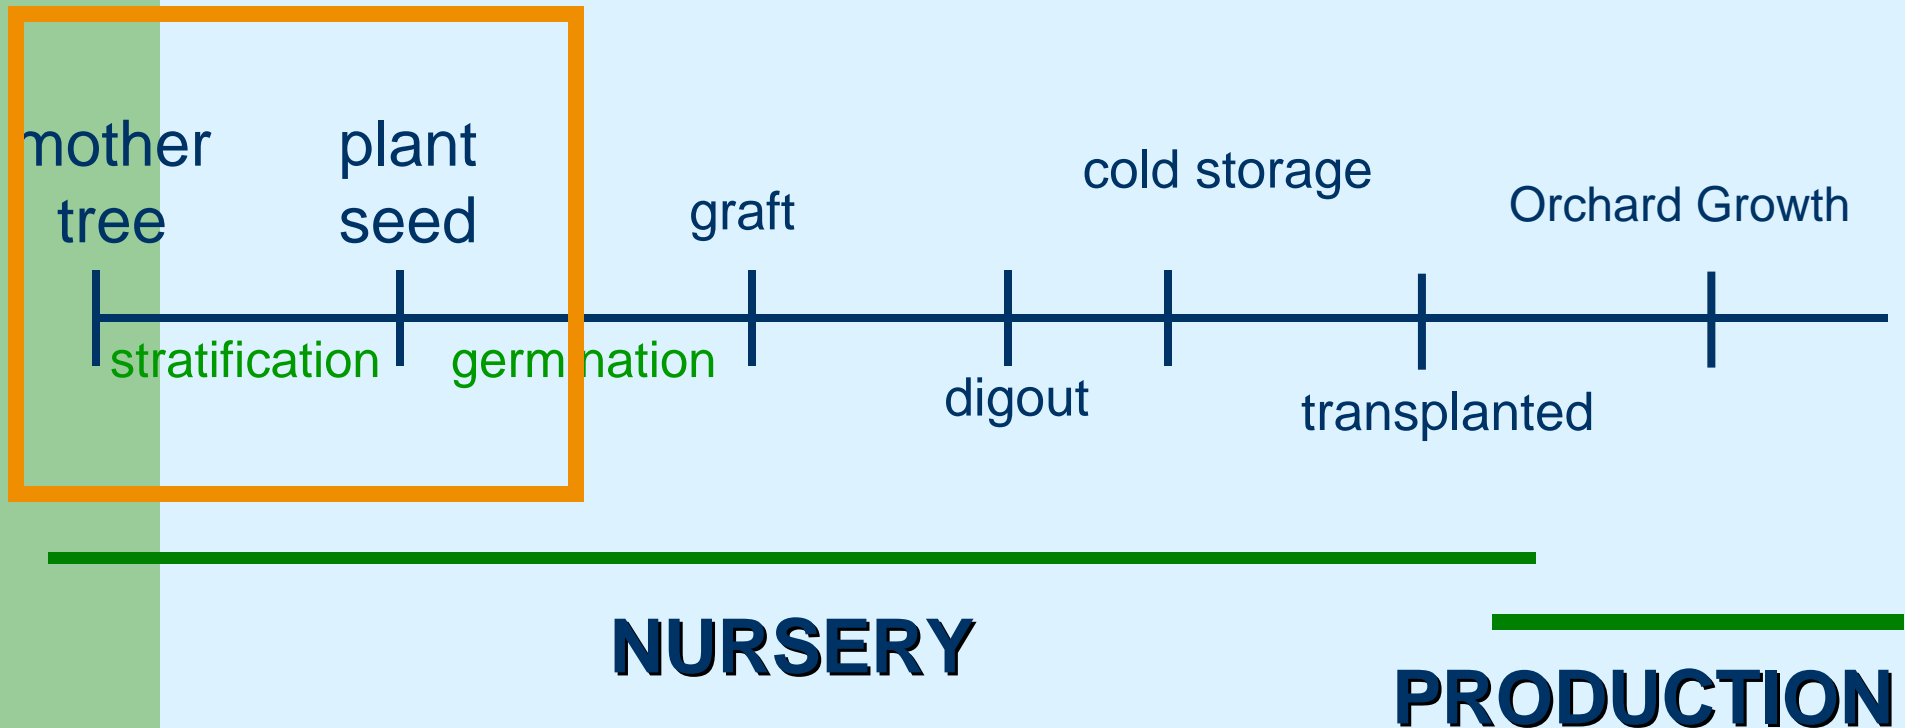 mother
tree
plant
seed
graft
cold storage
Orchard Growth
stratification
germination
digout
transplanted
NURSERY
PRODUCTION